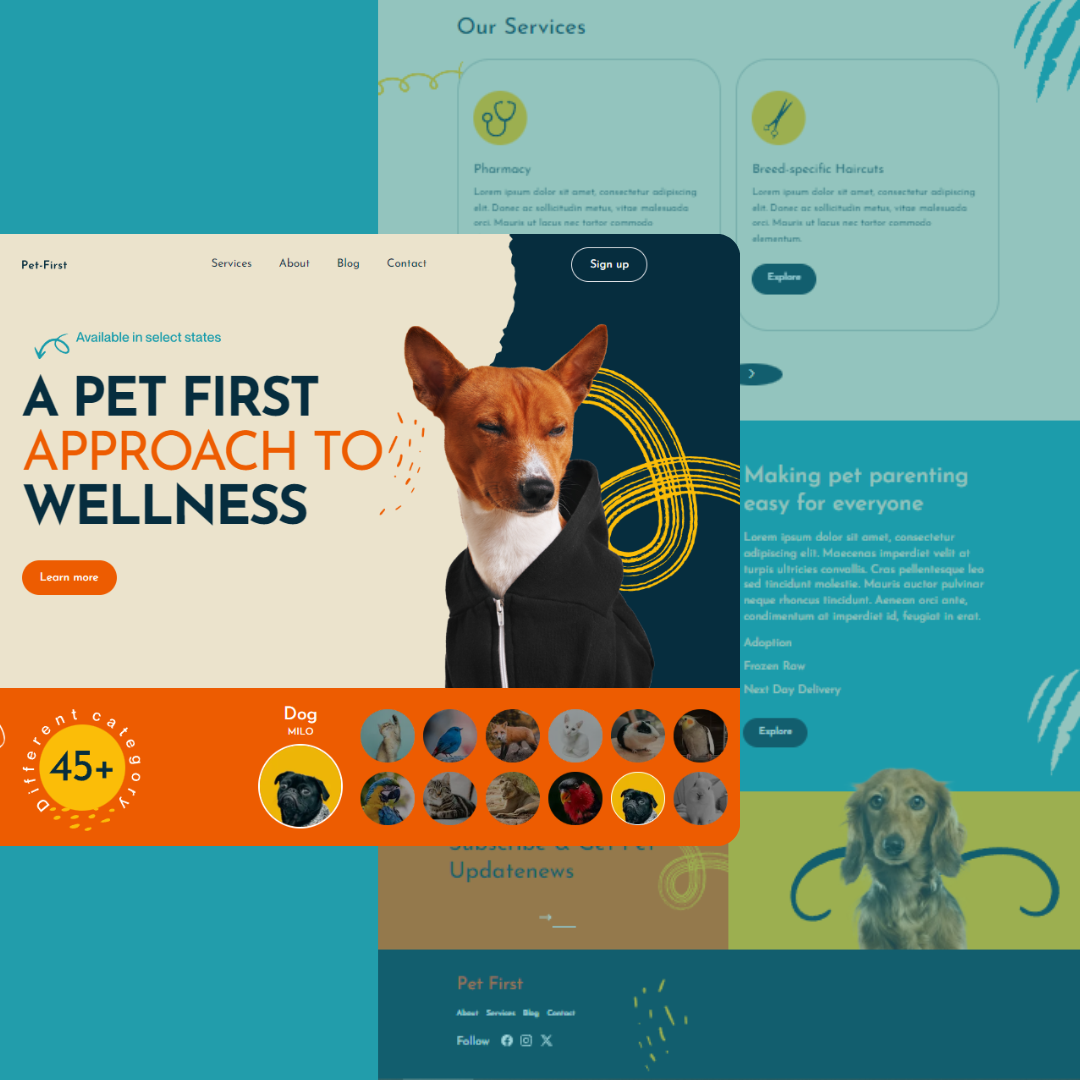 Our Services
Pharmacy
Lorem ipsum dolor sit amet, consectetur adipiscing
elit. Donec ac sollicitudin metus, vitae malesuada
orci. Mauris ut lacus nec tortor commodo
Breed-specific Haircuts
Lorem ipsum dolor sit amet, consectetur adipiscing
elit. Donec ac sollicitudin metus, vitae malesuada
orci. Mauris ut lacus nec tortor commodo
elementum.
Explore
Pet-First
Services
About
Blog
Contact
Sign up
Available in select states
A PET FIRST
APPROACH TO
WELLNESS
Learn more
Making pet parenting
easy for everyone
Lorem ipsum dolor sit amet, consectetur
adipiscing elit. Maecenas imperdiet velit at
turpis ultricies convallis. Cras pellentesque leo
sed tincidunt molestie. Mauris auctor pulvinar
neque rhoncus tincidunt. Aenean orci ante,
condimentum at imperdiet id, feugiat in erat.
Adoption
Frozen Raw
Next Day Delivery
Explore
Different category
45+
Dog
MILO
Subscribe & Get Pet
Updatenews
Pet First
About Services Blog Contact
Follow